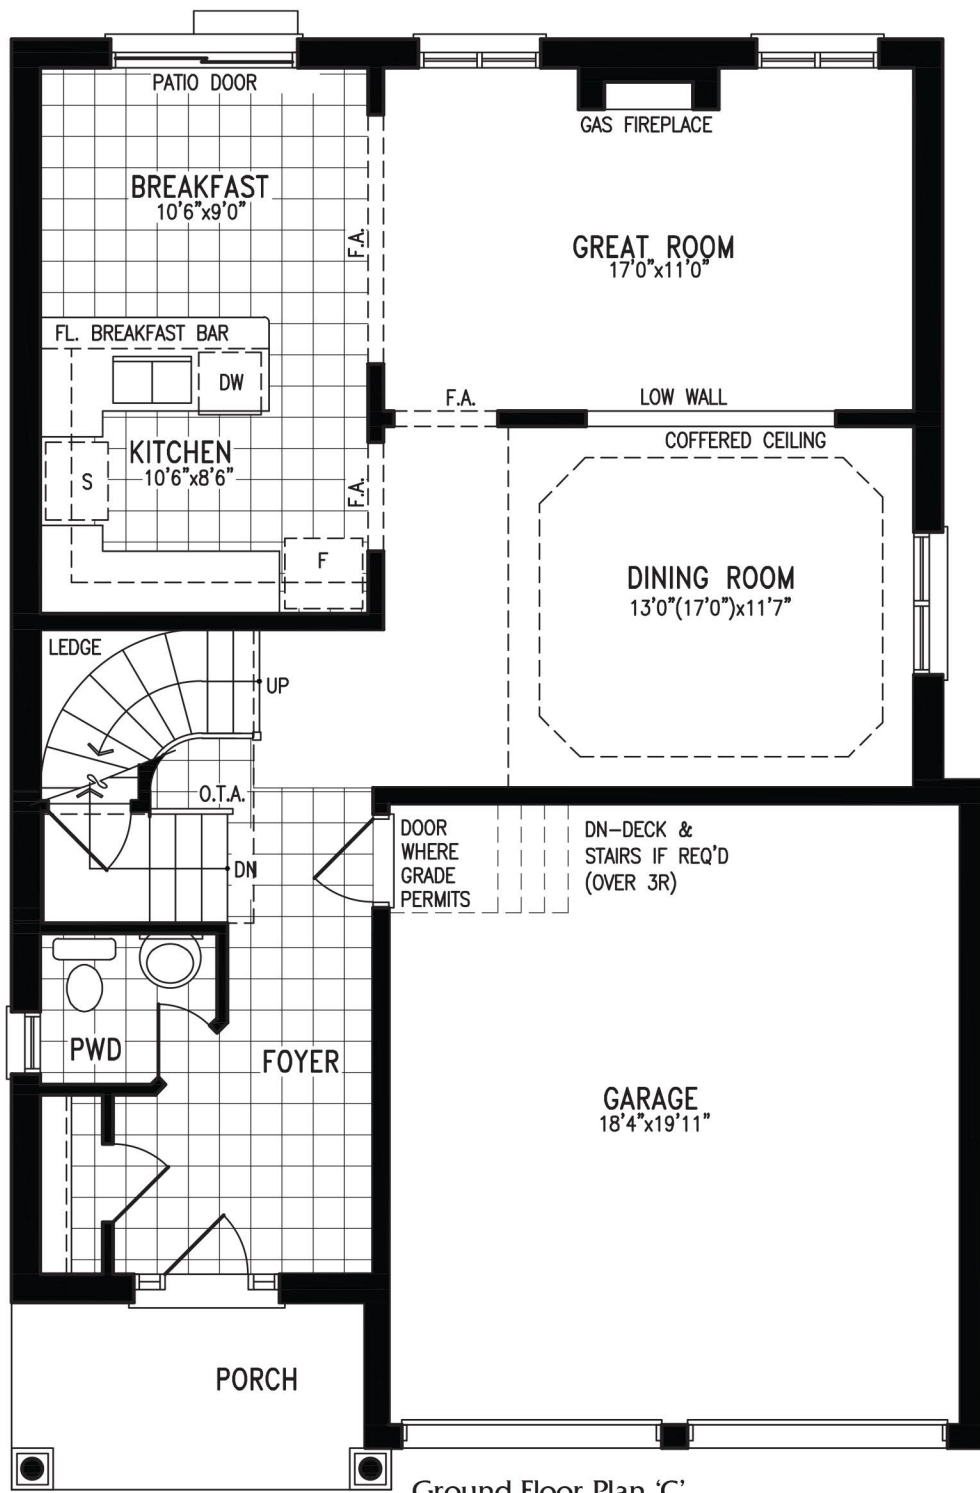 PATIO DOOR
GAS FIREPLACE
BREAKFAST
10'6"x9'0"
F.A.
GREAT ROOM
17'0"x11'0"
FL. BREAKFAST BAR
DW
F.A.
LOW WALL
COFFERED CEILING
KITCHEN
10'6"x8'6"
S
F.A.
F
DINING ROOM
13'0"(17'0")x11'7"
LEDGE
UP
O.T.A.
DN
DOOR
WHERE
GRADE
PERMITS
DN-DECK &
STAIRS IF REQ'D
(OVER 3R)
PWD
FOYER
GARAGE
18'4"x19'11"
PORCH
Ground Floor Plan 'C'